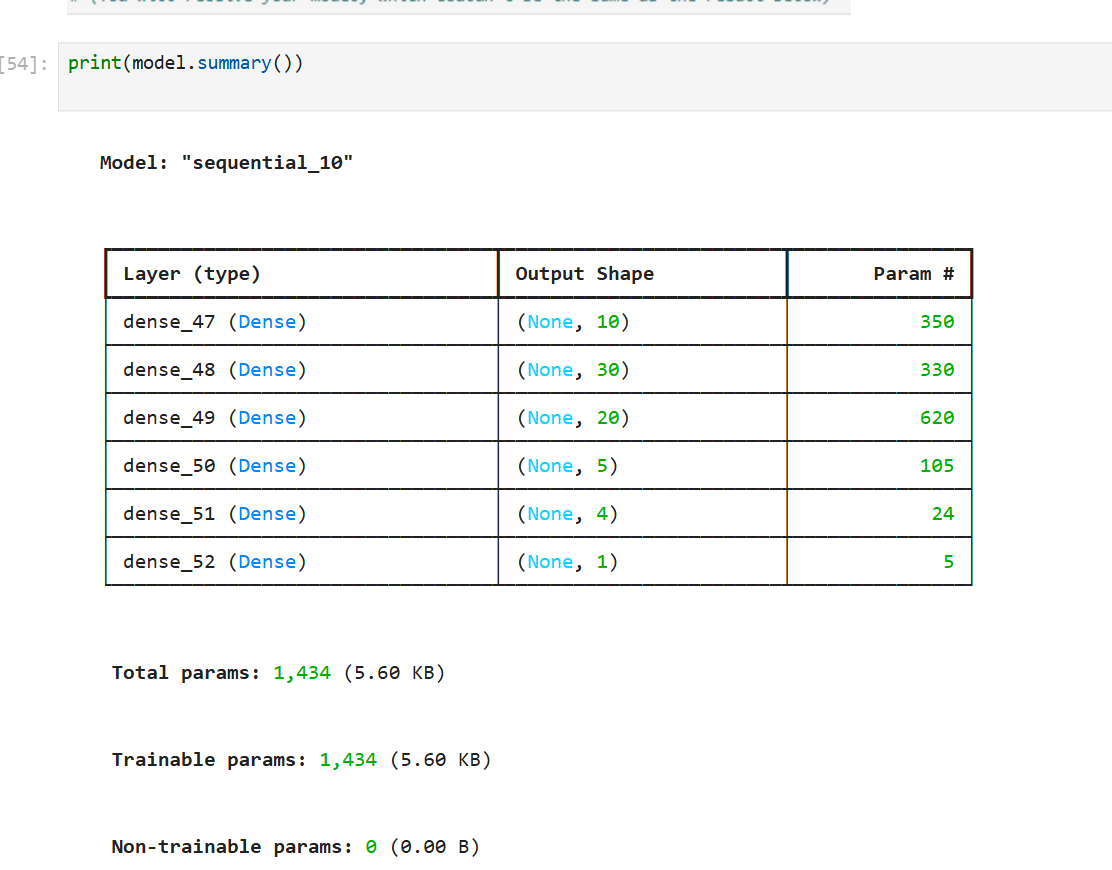 [54]: print(model.summary())
Model: "sequential_10"
Layer (type) Output Shape Param #
dense_47 (Dense) (None, 10) 350
dense_48 (Dense) (None, 30) 330
dense_49 (Dense) (None, 20) 620
dense_50 (Dense) (None, 5) 105
dense_51 (Dense) (None, 4) 24
dense_52 (Dense) (None, 1) 5
Total params: 1,434 (5.60 KB)
Trainable params: 1,434 (5.60 KB)
Non-trainable params: 0 (0.00 B)